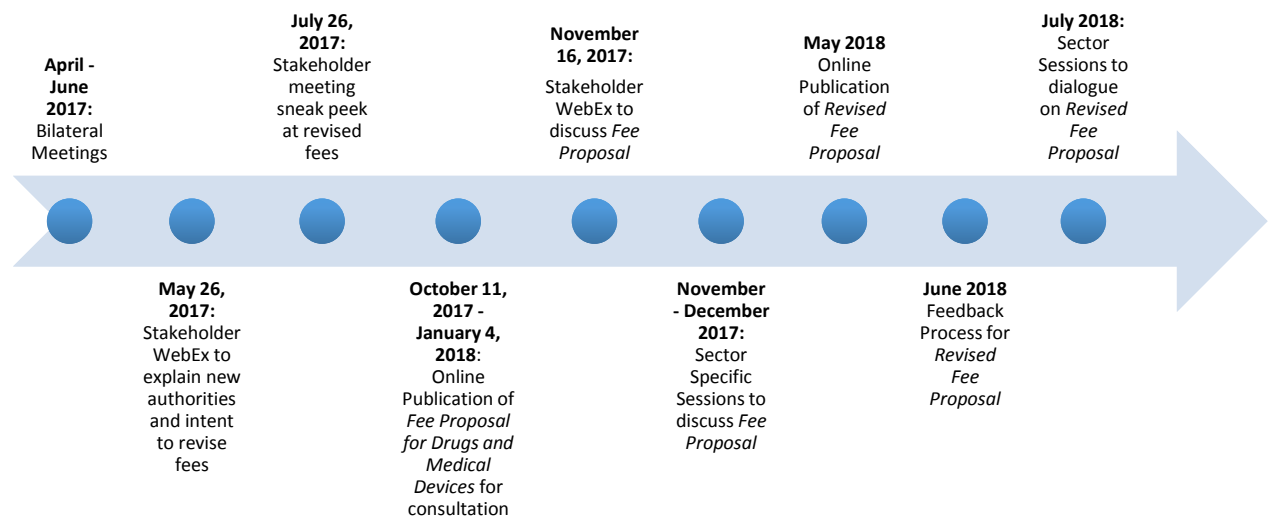 April -
June
2017:
Bilateral
Meetings
May 26,
2017:
Stakeholder
WebEx to
explain new
authorities
and intent
to revise
fees
July 26,
2017:
Stakeholder
meeting
sneak peek
at revised
fees
October 11,
2017 -
January 4,
2018:
Online
Publication of
Fee Proposal
for Drugs and
Medical
Devices for
consultation
November
16, 2017:
Stakeholder
WebEx to
discuss Fee
Proposal
November
- December
2017:
Sector
Specific
Sessions to
discuss Fee
Proposal
May 2018
Online
Publication
of Revised
Fee
Proposal
June 2018
Feedback
Process for
Revised
Fee
Proposal
July 2018:
Sector
Sessions to
dialogue
on Revised
Fee
Proposal